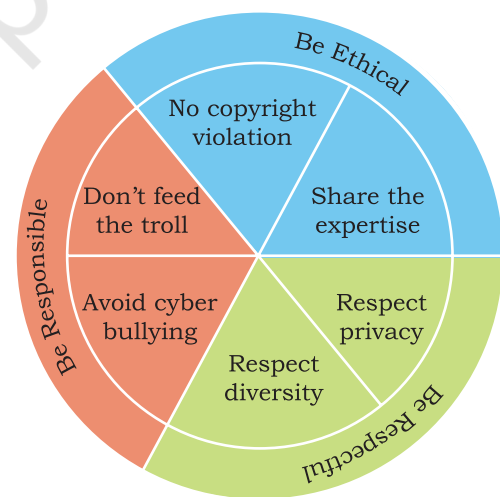 Be Ethical
No copyright
violation
Share the
expertise
Be Responsible
Don't feed
the troll
Avoid cyber
bullying
Respect
privacy
Respect
diversity
Be Respectful